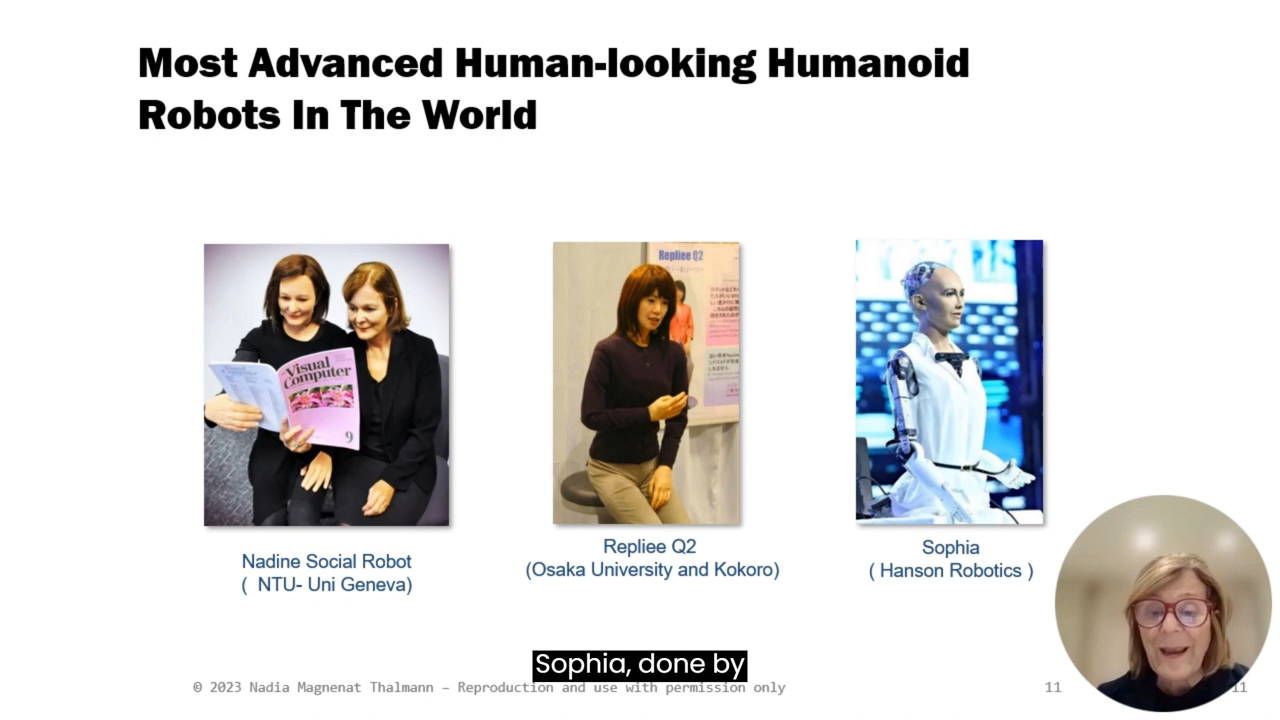 Most Advanced Human-looking Humanoid
Robots In The World
Visual
Computer
9
Repliee Q2
Nadine Social Robot
( NTU- Uni Geneva)
Repliee Q2
(Osaka University and Kokoro)
Sophia
( Hanson Robotics )
Sophia, done by
© 2023 Nadia Magnenat Thalmann – Reproduction and use with permission only
11
11